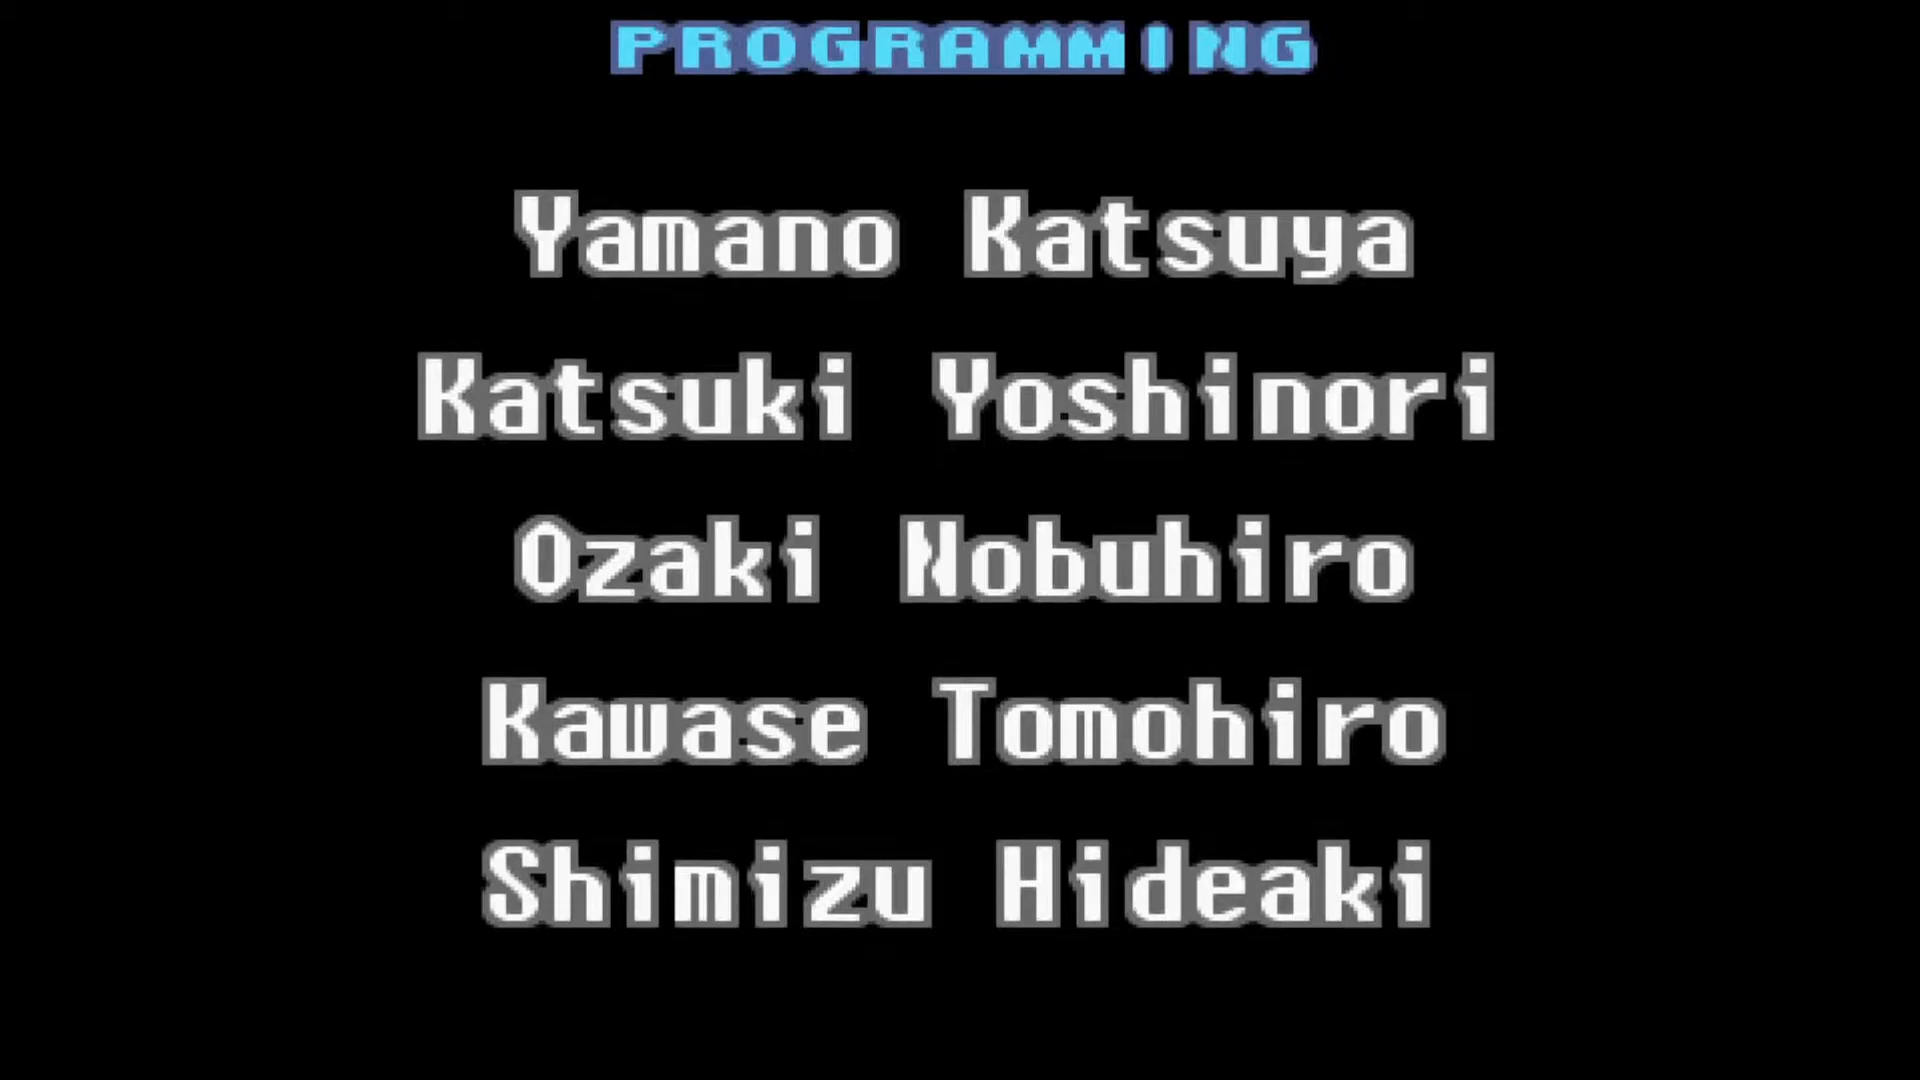 PROGRAMMING
Yamano Katsuya
Katsuki Yoshinori
Ozaki Nobuhiro
Kawase Tomohiro
Shimizu Hideaki